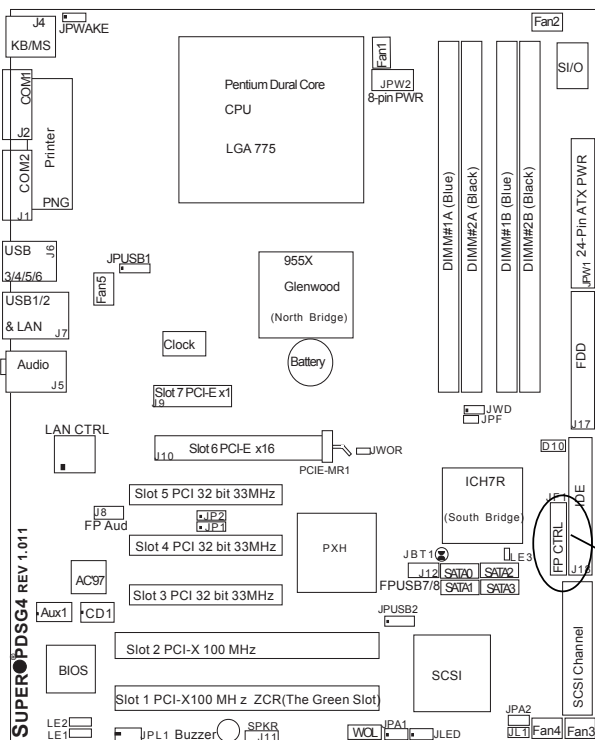 J4
KB/MS
JPWAKE
Fan1
JPW2
8-pin PWR
Fan2
SI/O
Pentium Dural Core
CPU
LGA 775
COM1
J2
Printer
COM2
J1
PNG
DIMM#1A (Blue)
DIMM#2A (Black)
DIMM#1B (Blue)
DIMM#2B (Black)
24-Pin ATX PWR
JPW1
USB
J6
3/4/5/6
JPUSB1
Fan5
USB1/2
& LAN
J7
955X
Glenwood
(North Bridge)
Clock
Battery
FDD
J17
Audio
J5
Slot 7 PCI-E x1
J9
JWD
JPF
LAN CTRL
J10
Slot 6 PCI-E x16
PCIE-MR1
JWOR
D10
IDE
J18
JF1
FP CTRL
ICH7R
(South Bridge)
Slot 5 PCI 32 bit 33MHz
J8
FP Aud
JP2
JP1
Slot 4 PCI 32 bit 33MHz
PXH
JBT1
LE3
J12
FPUSB7/8
SATA0
SATA2
SATA1
SATA3
AC'97
Slot 3 PCI 32 bit 33MHz
Aux1
CD1
JPUSB2
Slot 2 PCI-X 100 MHz
BIOS
SCSI
SCSI Channel
Slot 1 PCI-X100 MH z ZCR(The Green Slot)
SUPER®PDSG4 REV 1.011
LE2
LE1
JPL1
Buzzer
SPKR
J11
WOL
JPA1
JLED
JPA2
JL1
Fan4
Fan3